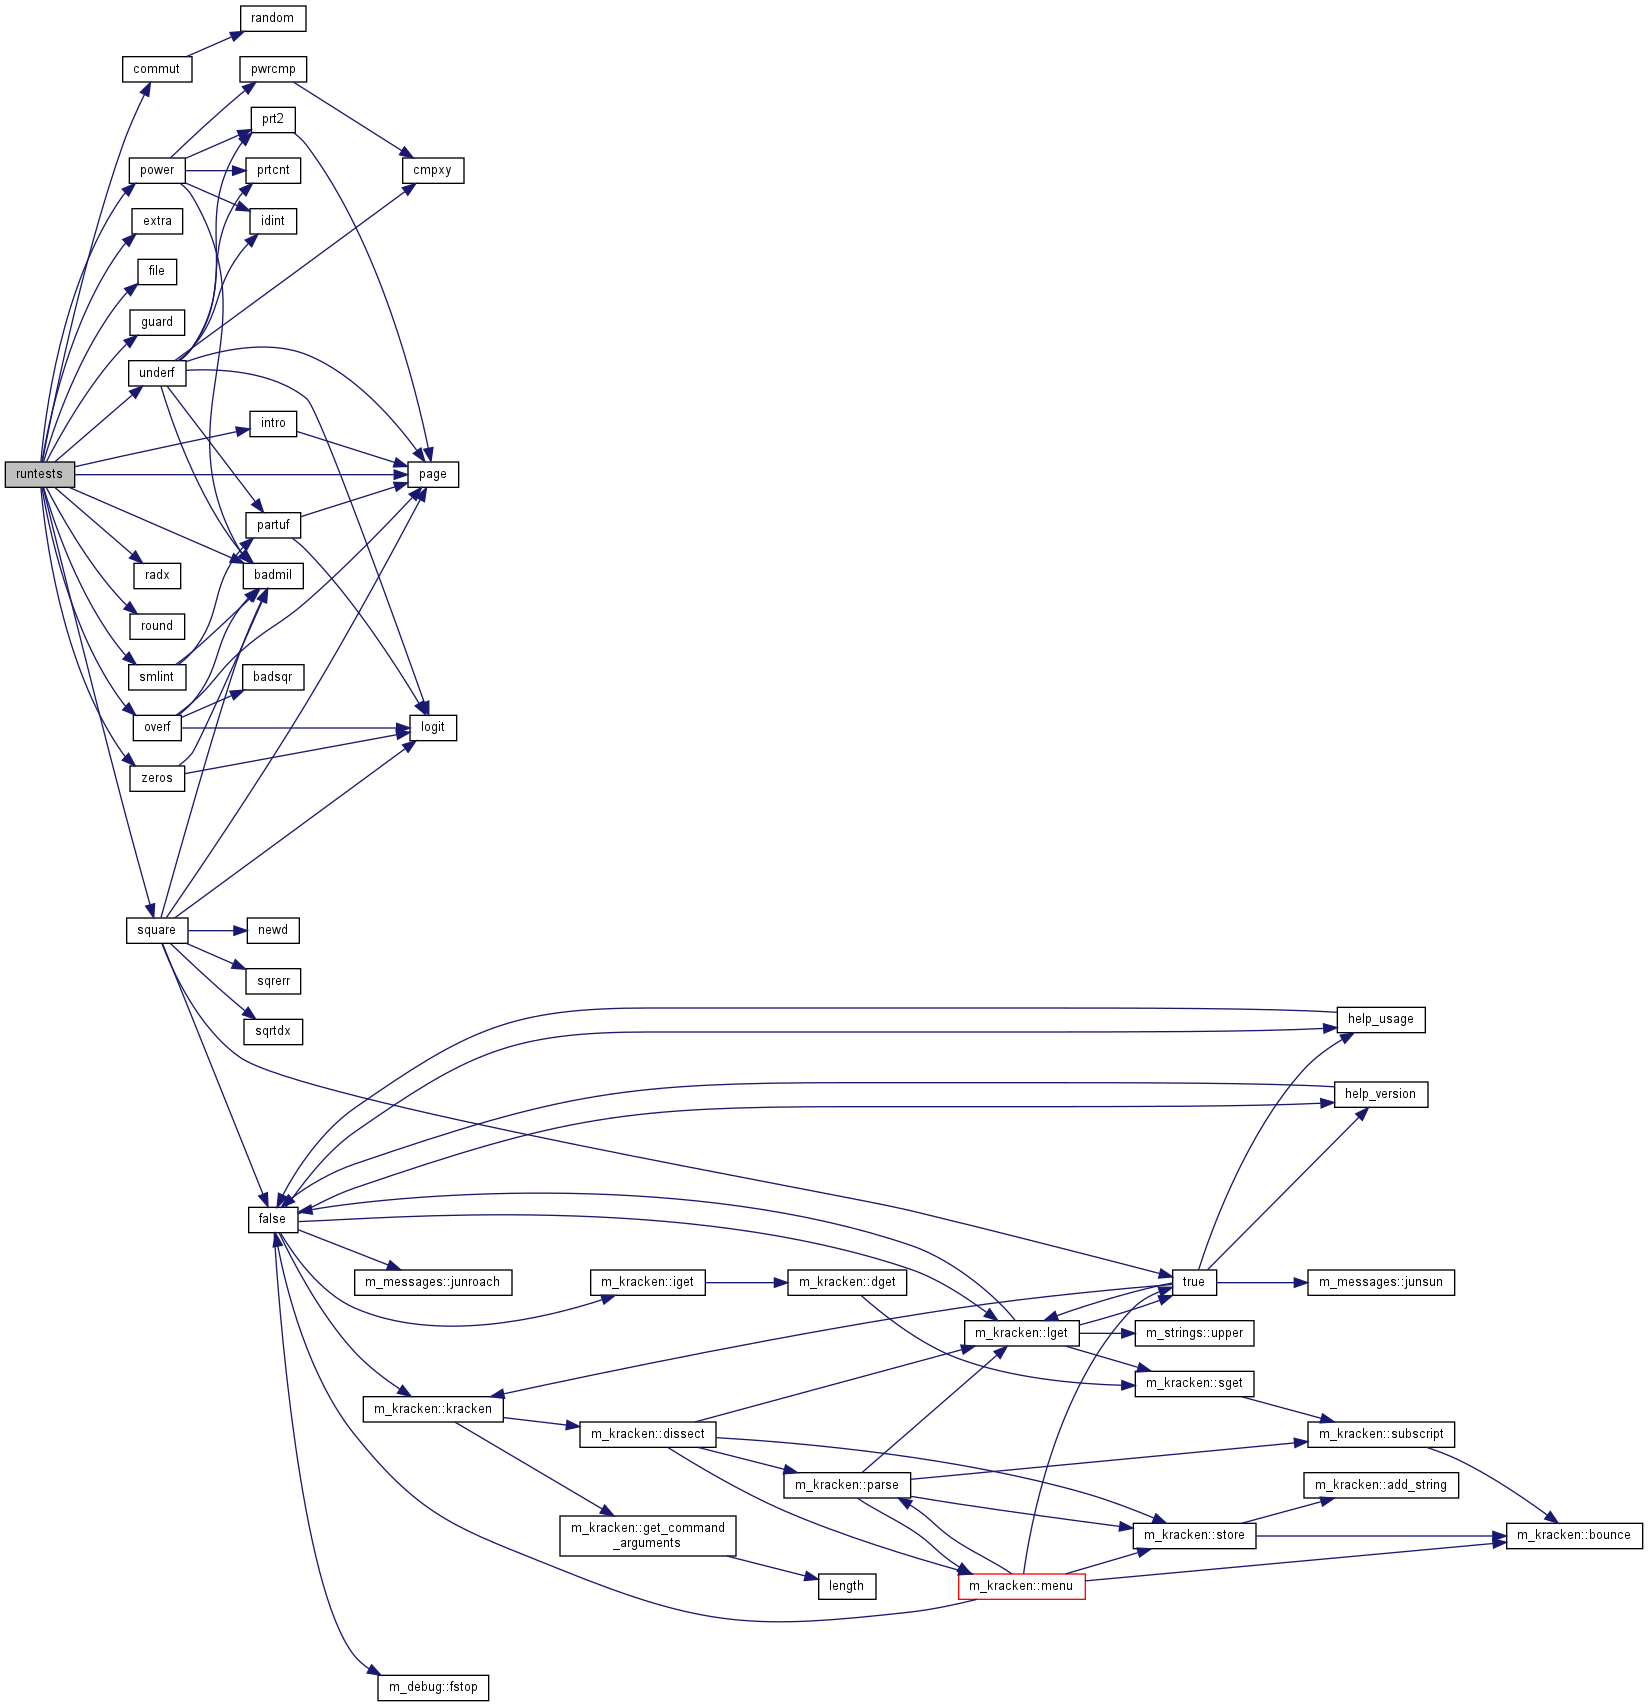 random
commut
pwrcmp
prt2
power
prtcnt
cmpxy
extra
idint
file
guard
underf
intro
runtests
page
partuf
radx
badmil
round
smlint
badsqr
overf
logit
zeros
square
newd
sqrerr
sqrtdx
help_usage
help_version
false
m_messages::junroach
m_kracken::iget
m_kracken::dget
true
m_messages::junsun
m_kracken::lget
m_strings::upper
m_kracken::sget
m_kracken::kracken
m_kracken::dissect
m_kracken::subscript
m_kracken::parse
m_kracken::add_string
m_kracken::get_command
_arguments
m_kracken::store
m_kracken::bounce
length
m_kracken::menu
m_debug::fstop